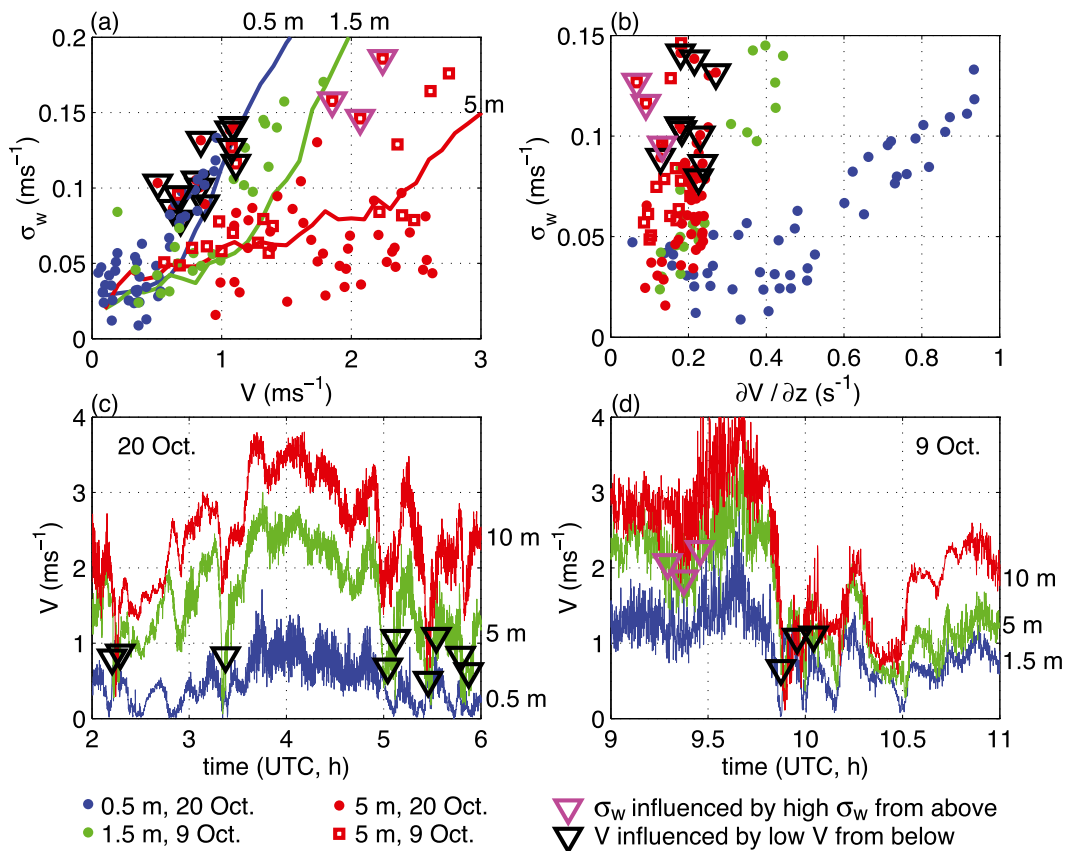 (a)
0.5 m
1.5 m
5 m
0.2
0.15
0.1
0.05
0
σw (ms⁻¹)
0
1
2
3
V (ms⁻¹)
(b)
0.15
0.1
0.05
0
σw (ms⁻¹)
0
0.2
0.4
0.6
0.8
1
∂V / ∂z (s⁻¹)
(c)
20 Oct.
4
3
2
1
0
V (ms⁻¹)
10 m
5 m
0.5 m
2
3
4
5
6
time (UTC, h)
(d)
9 Oct.
4
3
2
1
0
V (ms⁻¹)
10 m
5 m
1.5 m
9
9.5
10
10.5
11
time (UTC, h)
0.5 m, 20 Oct.
1.5 m, 9 Oct.
5 m, 20 Oct.
5 m, 9 Oct.
σw influenced by high σw from above
V influenced by low V from below